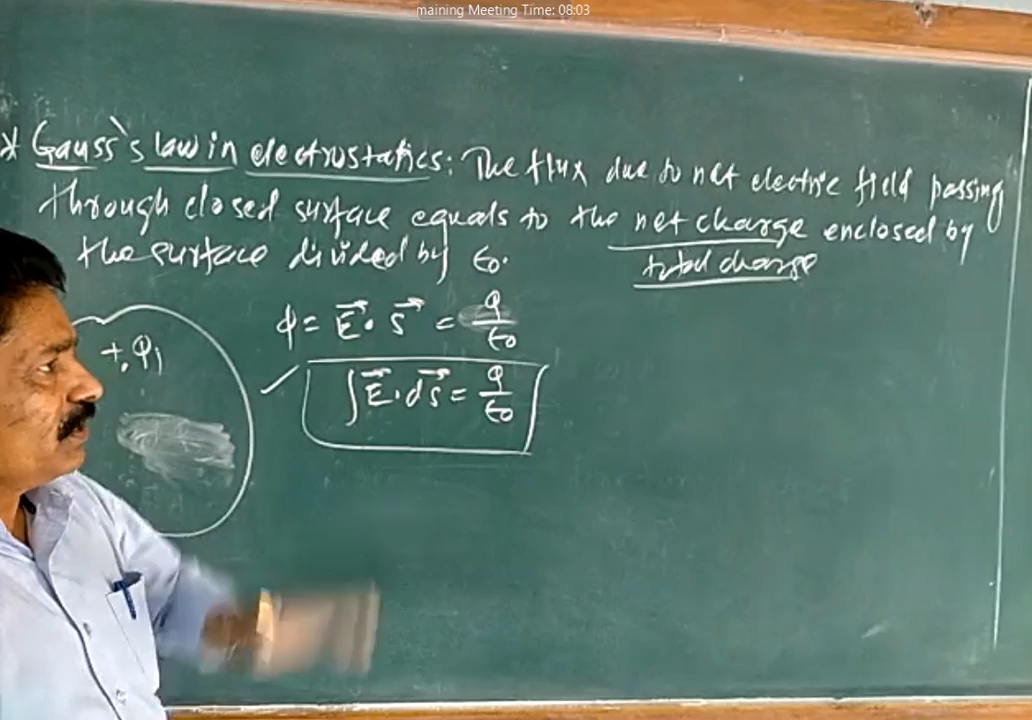 maining Meeting Time: 08:03
* Gauss's law in electrostatics: The flux due to net electric field passing
through closed surface equals to the net charge enclosed by
total charge
the surface divided by ε₀.
φ = E⃗ · S⃗ = q/ε₀
∫E⃗ · dS⃗ = q/ε₀
+q₁